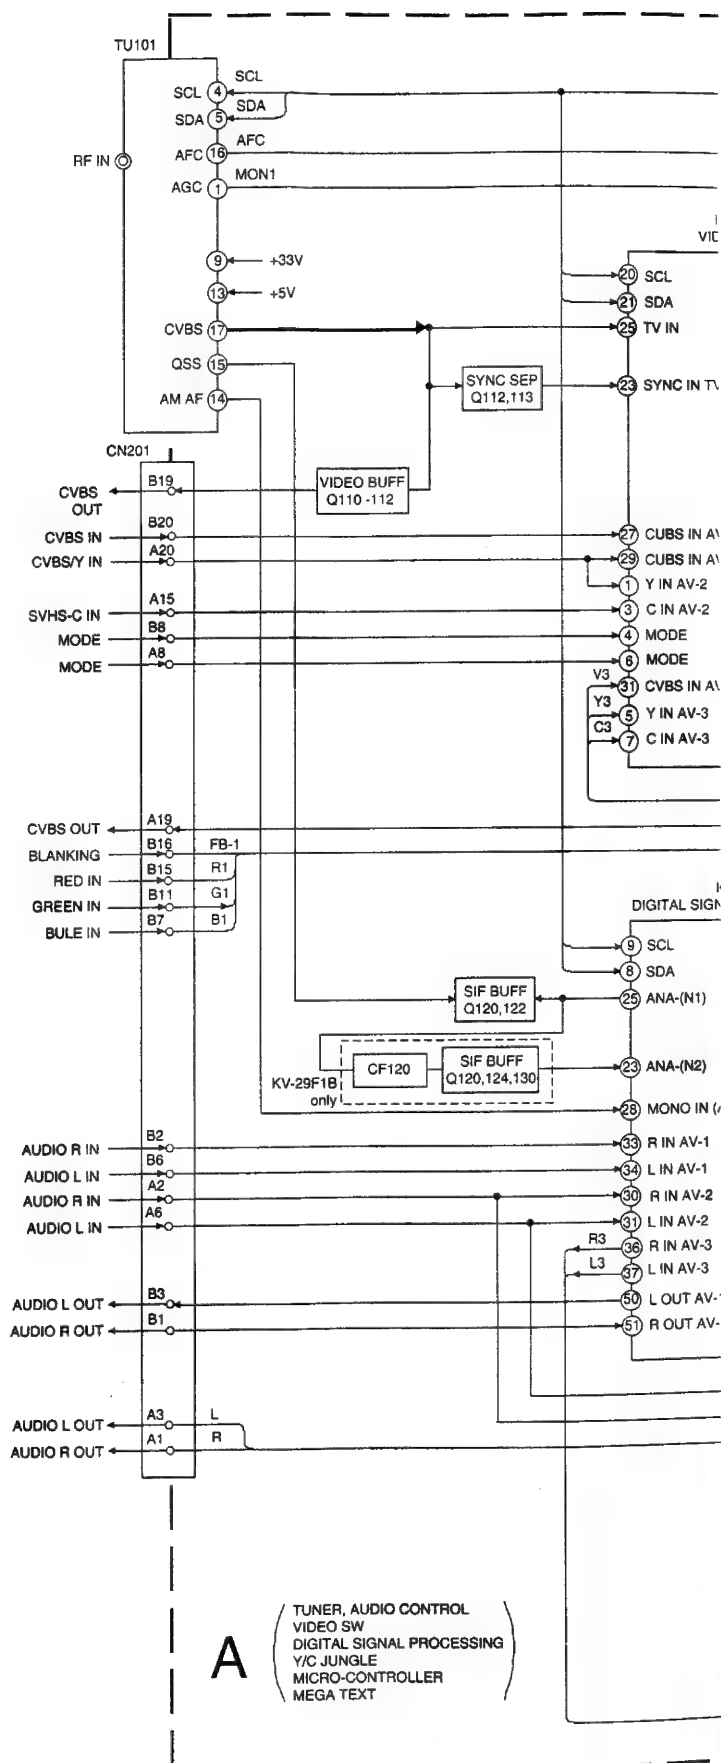 TU101
SCL 4 SCL
SDA 5 SDA
RF IN
AFC 16 AFC
AGC 1 MON1
VID
9 +33V
13 +5V
20 SCL
21 SDA
CVBS 17
25 TV IN
QSS 15
AM AF 14
SYNC SEP
Q112,113
23 SYNC IN TV
CN201
CVBS
OUT
B19
VIDEO BUFF
Q110 -112
CVBS IN B20
27 CUBS IN AV
CVBS/Y IN A20
29 CUBS IN AV
1 Y IN AV-2
SVHS-C IN A15
3 C IN AV-2
MODE B8
4 MODE
MODE A8
6 MODE
V3 31 CVBS IN AV
Y3 5 Y IN AV-3
C3 7 C IN AV-3
CVBS OUT A19
BLANKING B16 FB-1
RED IN B15 R1
GREEN IN B11 G1
BULE IN B7 B1
DIGITAL SIGN
9 SCL
8 SDA
SIF BUFF
Q120,122
25 ANA-(N1)
KV-29F1B
only
CF120
SIF BUFF
Q120,124,130
23 ANA-(N2)
28 MONO IN (
AUDIO R IN B2
33 R IN AV-1
AUDIO L IN B6
34 L IN AV-1
AUDIO R IN A2
30 R IN AV-2
AUDIO L IN A6
31 L IN AV-2
R3 36 R IN AV-3
L3 37 L IN AV-3
AUDIO L OUT B3
50 L OUT AV-1
AUDIO R OUT B1
51 R OUT AV-
AUDIO L OUT A3 L
AUDIO R OUT A1 R
A
TUNER, AUDIO CONTROL
VIDEO SW
DIGITAL SIGNAL PROCESSING
Y/C JUNGLE
MICRO-CONTROLLER
MEGA TEXT